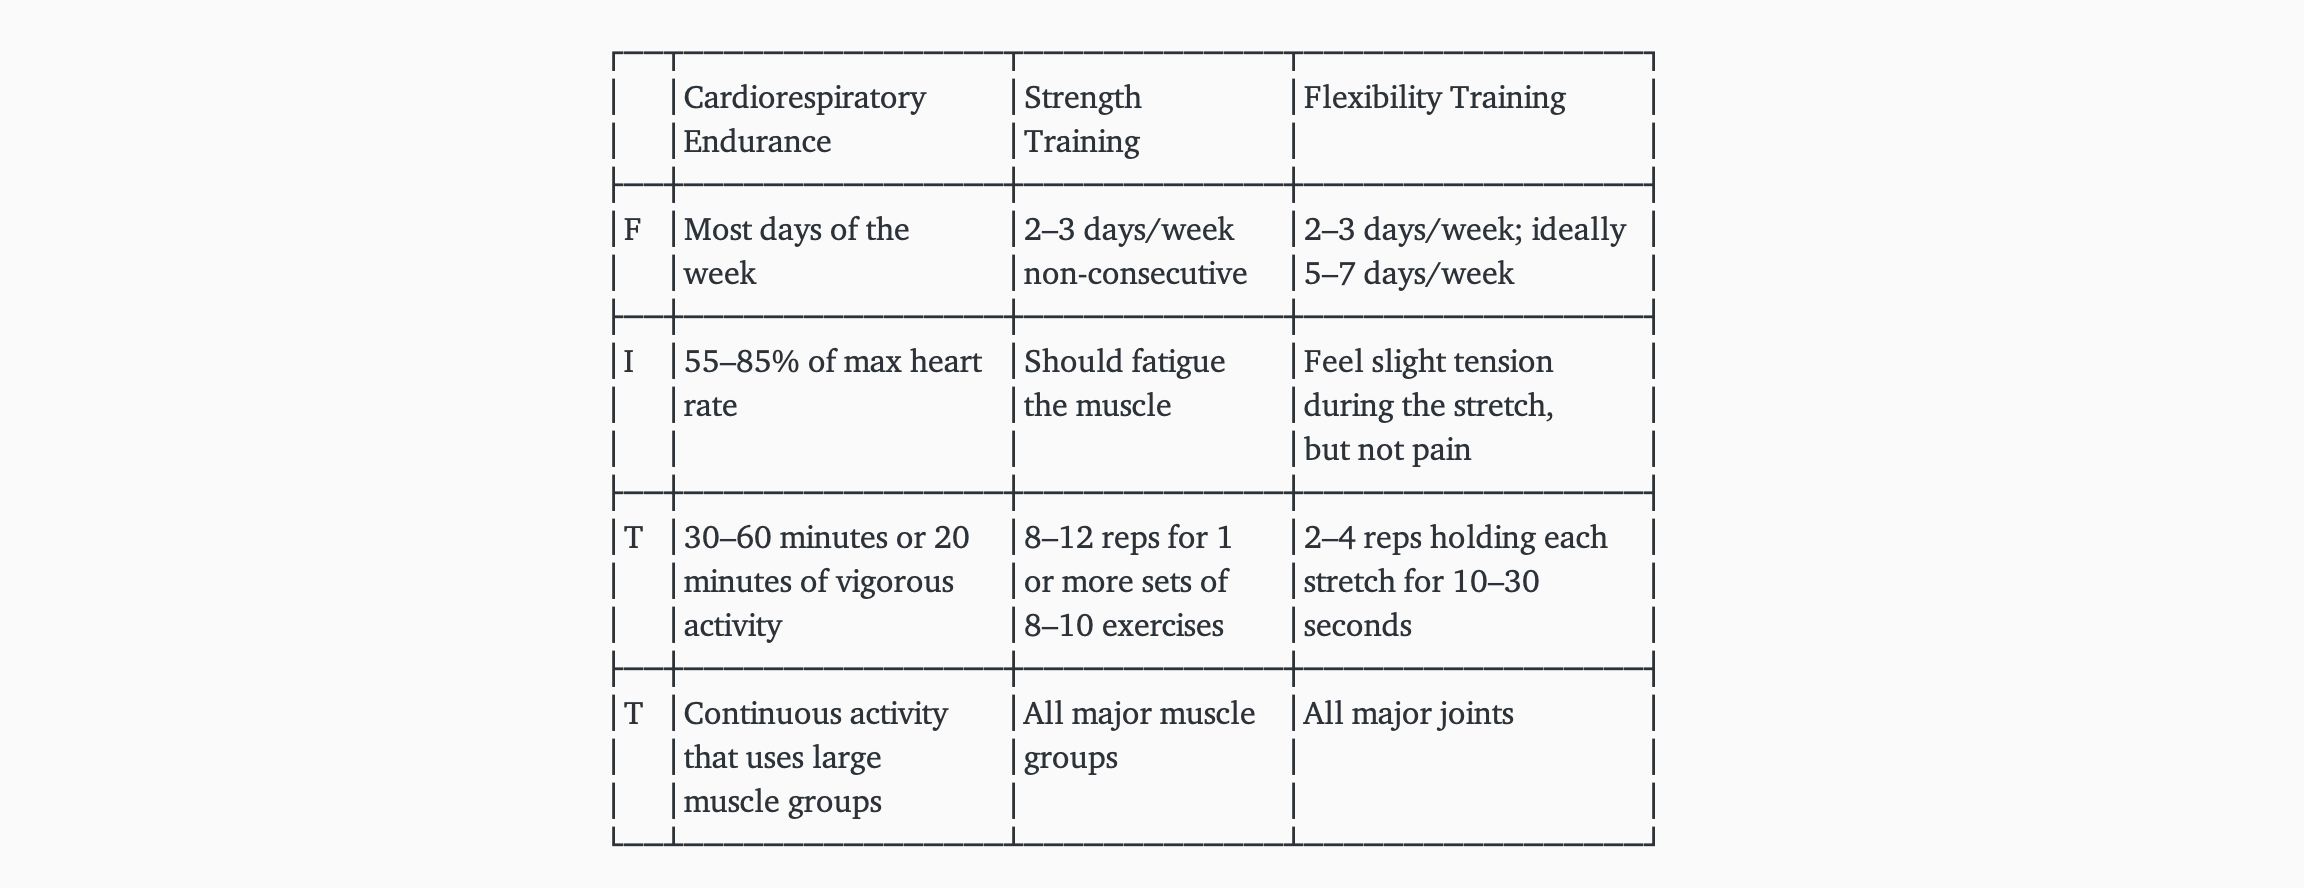 Cardiorespiratory
Endurance
Strength
Training
Flexibility Training
F
Most days of the
week
2–3 days/week
non-consecutive
2–3 days/week; ideally
5–7 days/week
I
55–85% of max heart
rate
Should fatigue
the muscle
Feel slight tension
during the stretch,
but not pain
T
30–60 minutes or 20
minutes of vigorous
activity
8–12 reps for 1
or more sets of
8–10 exercises
2–4 reps holding each
stretch for 10–30
seconds
T
Continuous activity
that uses large
muscle groups
All major muscle
groups
All major joints